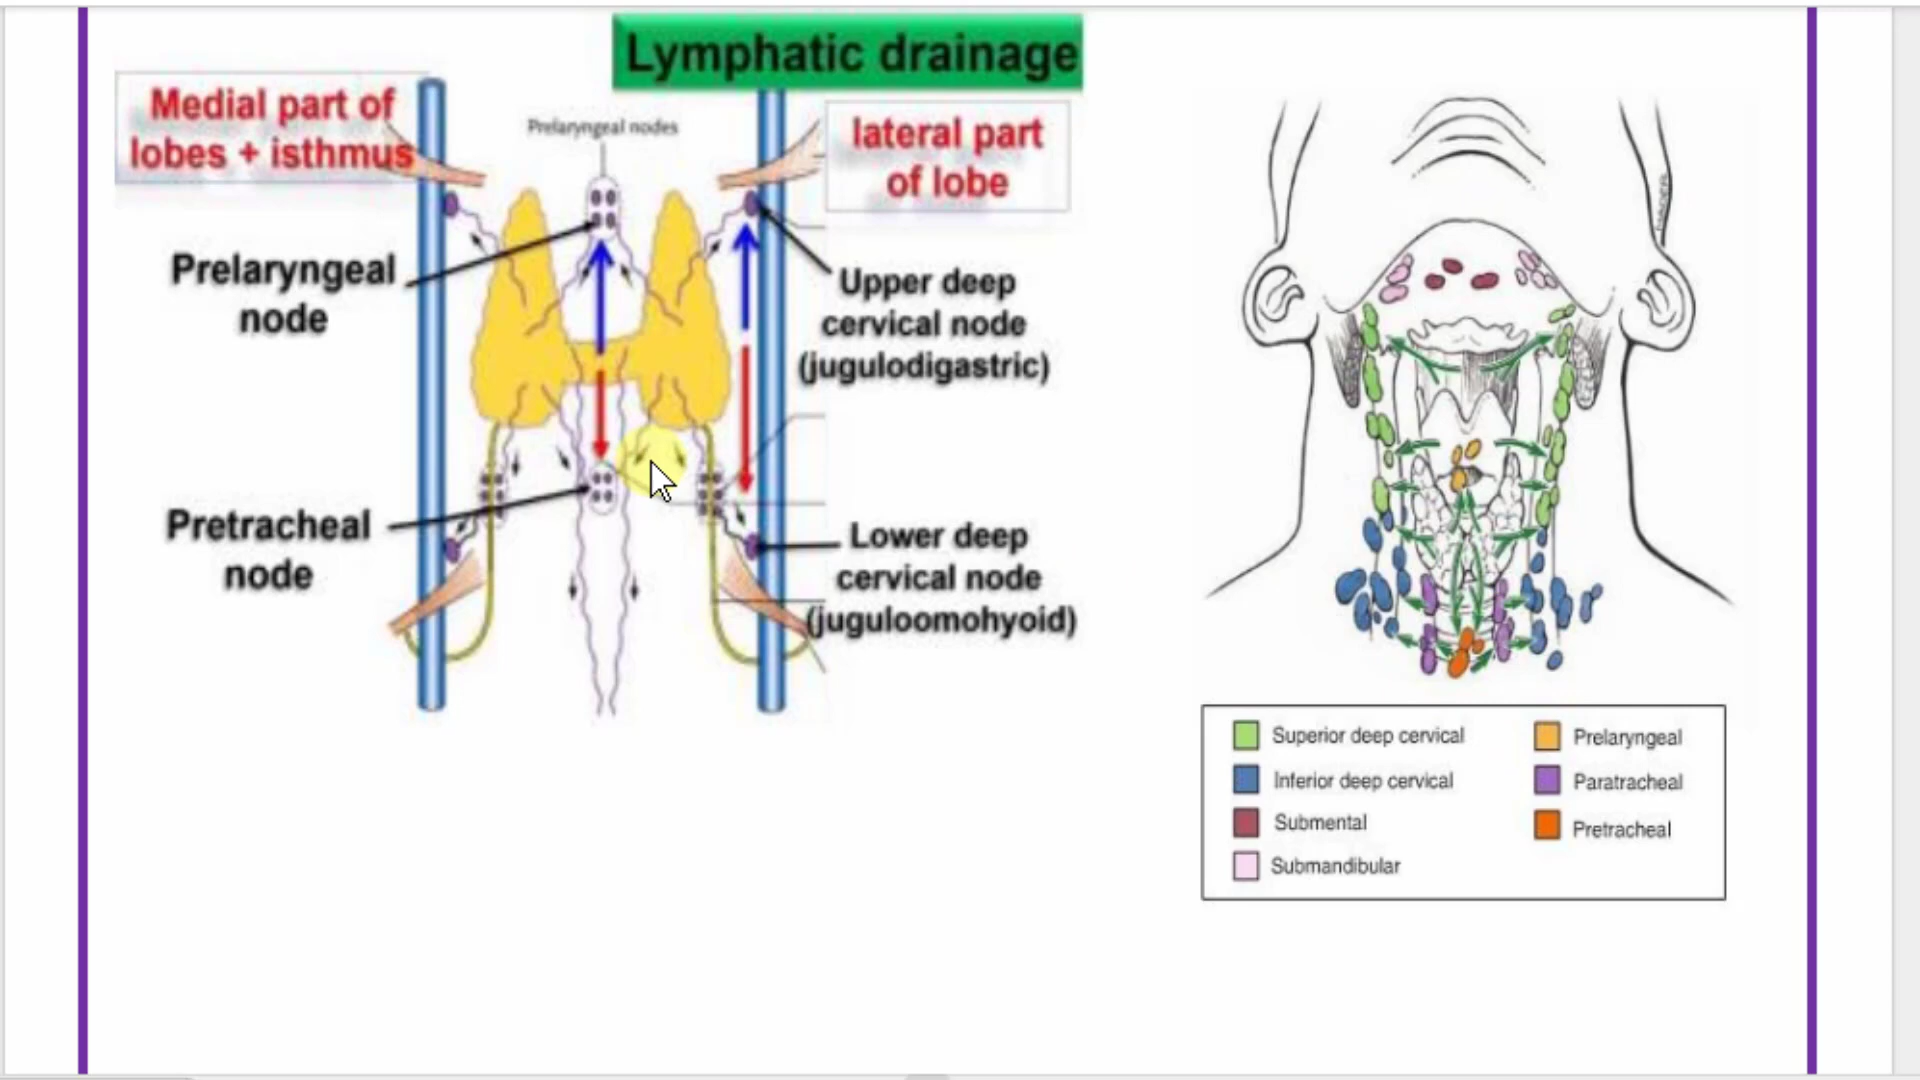 Lymphatic drainage
Medial part of
lobes + isthmus
Prelaryngeal nodes
lateral part
of lobe
Prelaryngeal
node
Upper deep
cervical node
(jugulodigastric)
Pretracheal
node
Lower deep
cervical node
(juguloomohyoid)
Superior deep cervical
Inferior deep cervical
Submental
Submandibular
Prelaryngeal
Paratracheal
Pretracheal